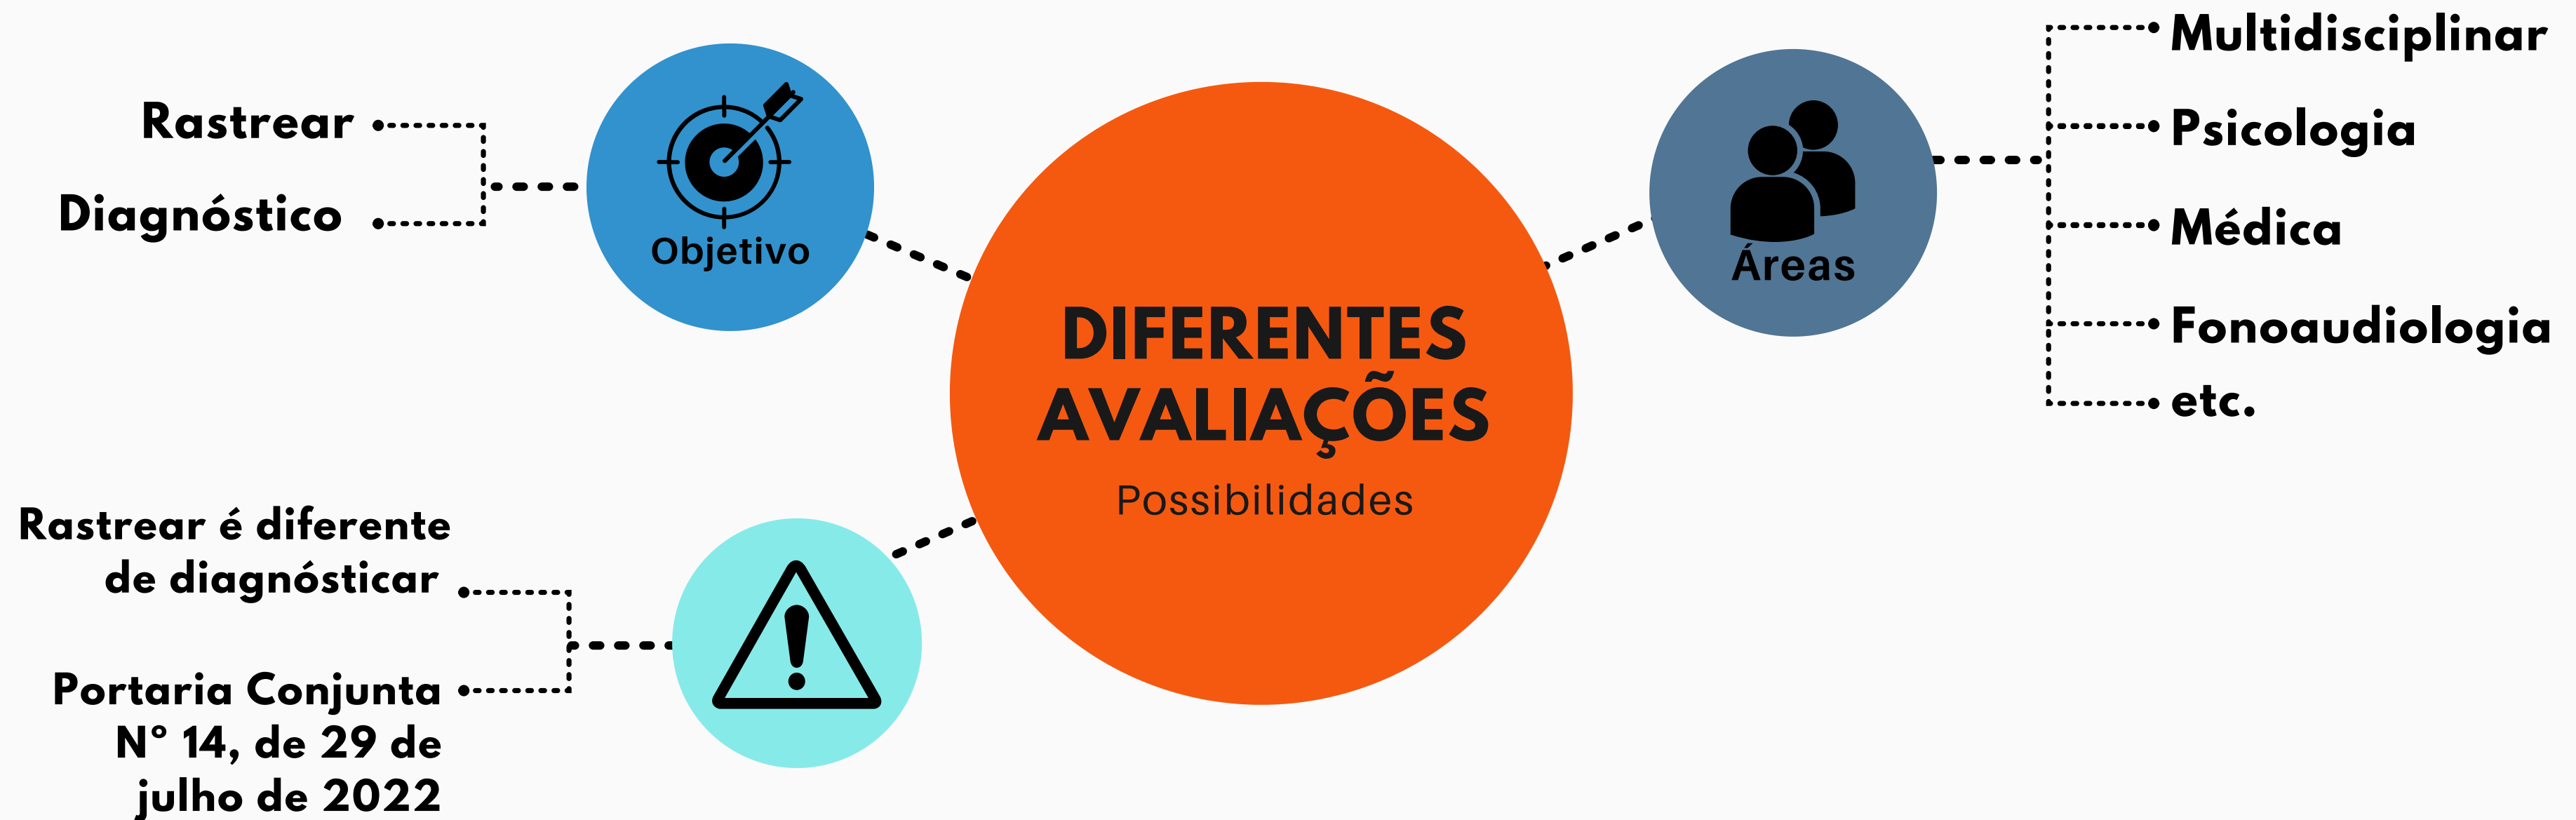 Rastrear
Diagnóstico
Objetivo
DIFERENTES
AVALIAÇÕES
Possibilidades
Áreas
Multidisciplinar
Psicologia
Médica
Fonoaudiologia
etc.
Rastrear é diferente
de diagnósticar
Portaria Conjunta
Nº 14, de 29 de
julho de 2022